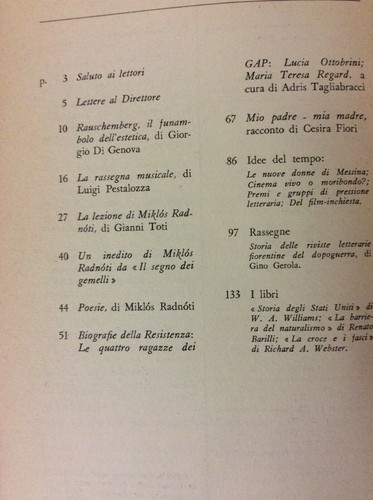 p. 3 Saluto ai lettori
5 Lettere al Direttore
10 Rauschemberg, il funam-
bolo dell'estetica, di Gior-
gio Di Genova
16 La rassegna musicale, di
Luigi Pestalozza
27 La lezione di Miklós Rad-
nóti, di Gianni Toti
40 Un inedito di Miklós
Radnóti da « Il segno dei
gemelli »
44 Poesie, di Miklós Radnóti
51 Biografie della Resistenza:
Le quattro ragazze dei
GAP: Lucia Ottobrini;
Maria Teresa Regard, a
cura di Adris Tagliabracci
67 Mio padre - mia madre,
racconto di Cesira Fiori
86 Idee del tempo:
Le nuove donne di Messina;
Cinema vivo o moribondo?;
Premi e gruppi di pressione
letteraria; Del film-inchiesta.
97 Rassegne
Storia delle riviste letterarie
fiorentine del dopoguerra, di
Gino Gerola.
133 I libri
« Storia degli Stati Uniti » di
W. A. Williams; « La barrie-
ra del naturalismo » di Renato
Barilli; « La croce e i fasci »
di Richard A. Webster.